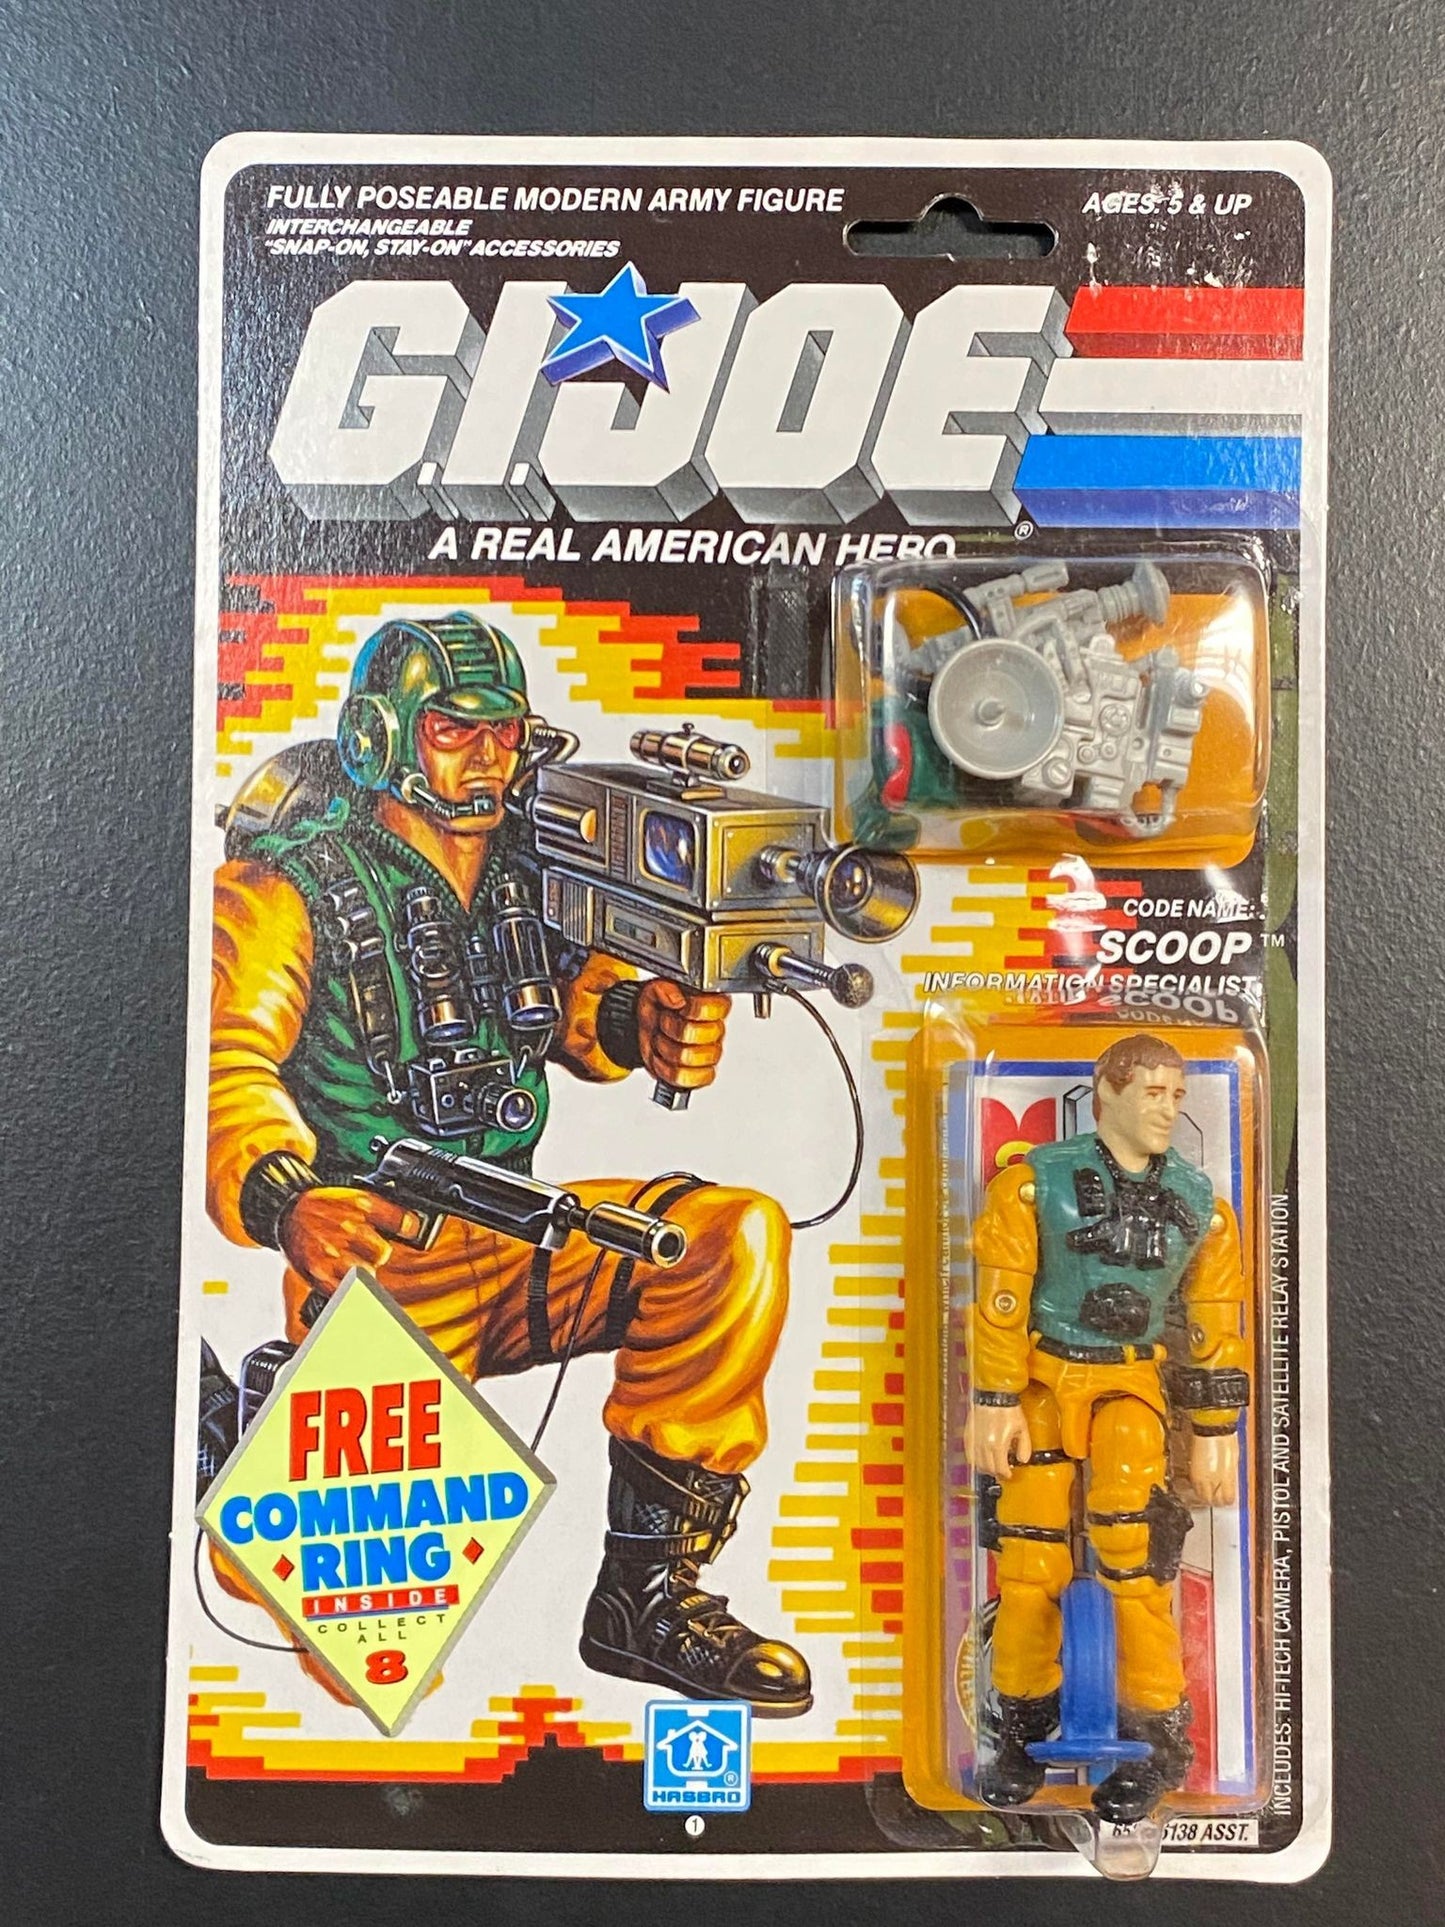 FULLY POSEABLE MODERN ARMY FIGURE
INTERCHANGEABLE
"SNAP-ON, STAY-ON" ACCESSORIES
AGES: 5 & UP
G.I. JOE
®
A REAL AMERICAN HERO
CODE NAME:
SCOOP™
INFORMATION SPECIALIST
FREE
COMMAND
RING
INSIDE
COLLECT
ALL
8
®
HASBRO
1
INCLUDES: HI-TECH CAMERA, PISTOL AND SATELLITE RELAY STATION.
6138 ASST.